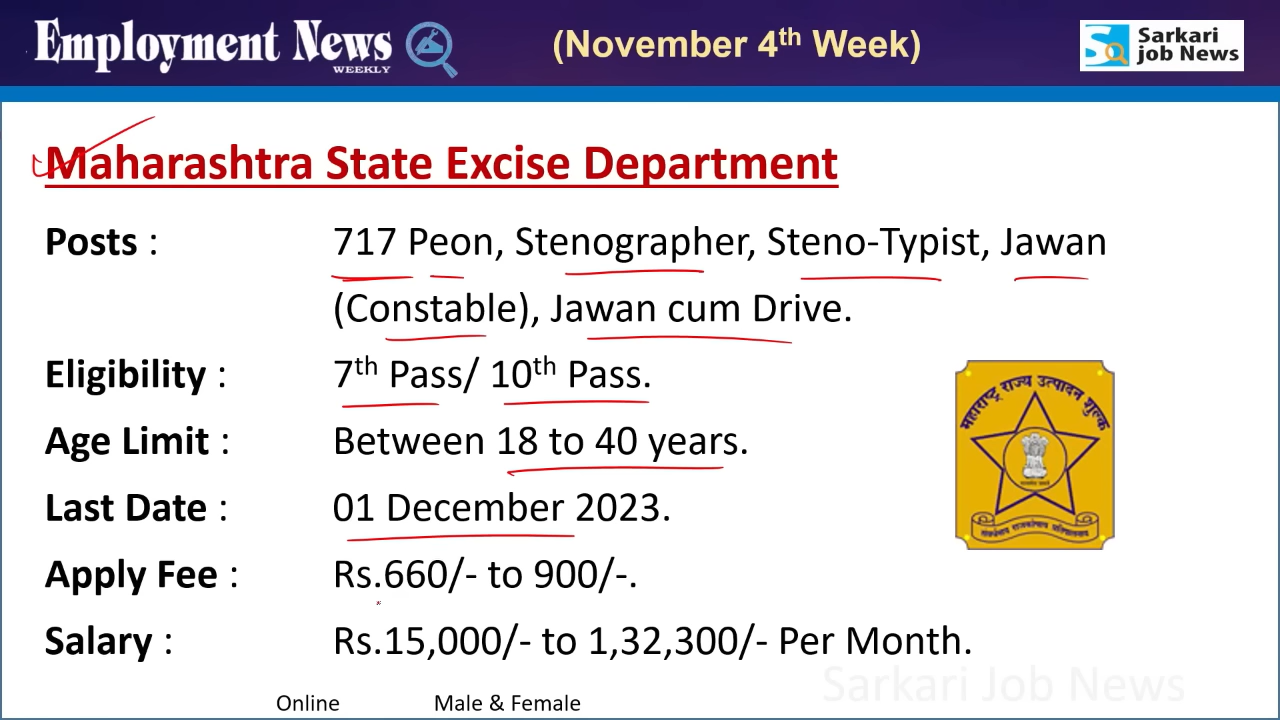 Employment News
WEEKLY
(November 4th Week)
Sarkari
Job News
Maharashtra State Excise Department
Posts : 717 Peon, Stenographer, Steno-Typist, Jawan
(Constable), Jawan cum Drive.
Eligibility : 7th Pass/ 10th Pass.
Age Limit : Between 18 to 40 years.
Last Date : 01 December 2023.
Apply Fee : Rs.660/- to 900/-.
Salary : Rs.15,000/- to 1,32,300/- Per Month.
महाराष्ट्र राज्य उत्पादन शुल्क
Sarkari Job News
Online Male & Female